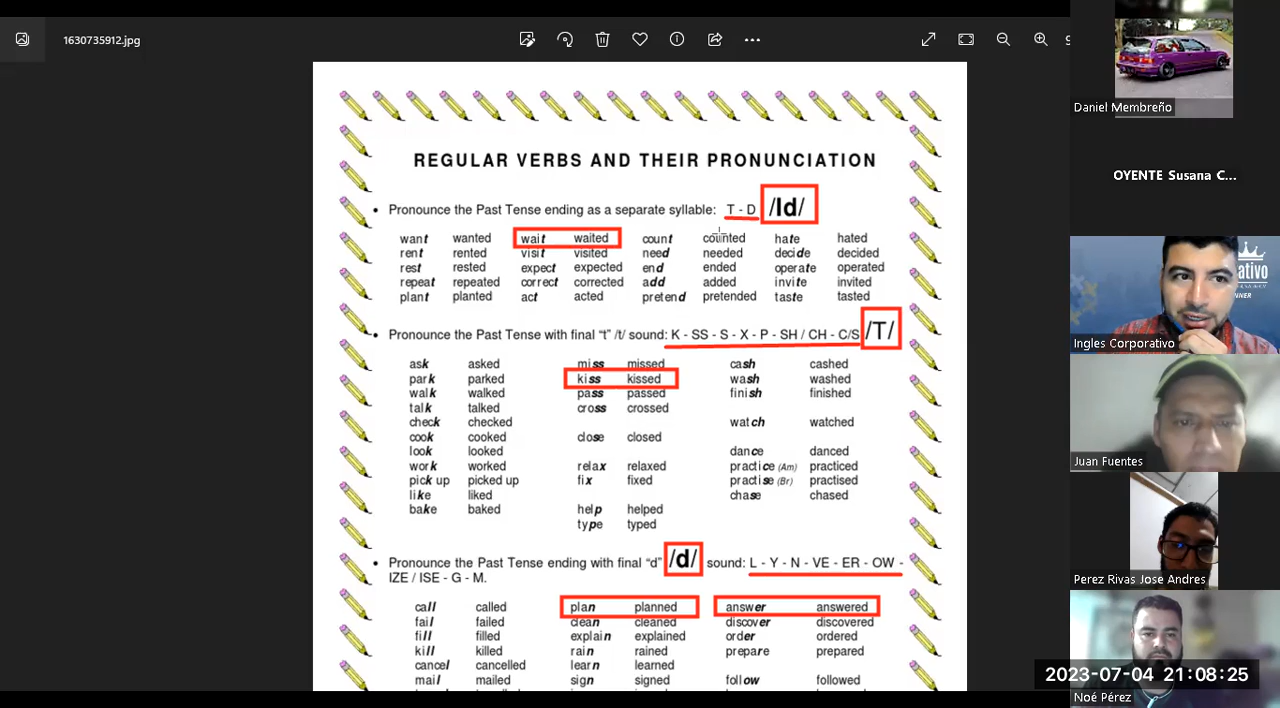 1630735912.jpg
REGULAR VERBS AND THEIR PRONUNCIATION
• Pronounce the Past Tense ending as a separate syllable: T - D /Id/
want wanted wait waited count counted hate hated
rent rented visit visited need needed decide decided
rest rested expect expected end ended operate operated
repeat repeated correct corrected add added invite invited
plant planted act acted pretend pretended taste tasted
• Pronounce the Past Tense with final “t” /t/ sound: K - SS - S - X - P - SH / CH - C/S /T/
ask asked miss missed cash cashed
park parked kiss kissed wash washed
walk walked pass passed finish finished
talk talked cross crossed
check checked watch watched
cook cooked close closed
look looked dance danced
work worked relax relaxed practice (Am) practiced
pick up picked up fix fixed practise (Br) practised
like liked chase chased
bake baked help helped
type typed
• Pronounce the Past Tense ending with final “d” /d/ sound: L - Y - N - VE - ER - OW -
IZE / ISE - G - M.
call called plan planned answer answered
fail failed clean cleaned discover discovered
fill filled explain explained order ordered
kill killed rain rained prepare prepared
cancel cancelled learn learned
mail mailed sign signed follow followed
Daniel Membreño
OYENTE Susana C...
ativo
NNER
Ingles Corporativo
Juan Fuentes
Perez Rivas Jose Andres
2023-07-04 21:08:25
Noé Pérez